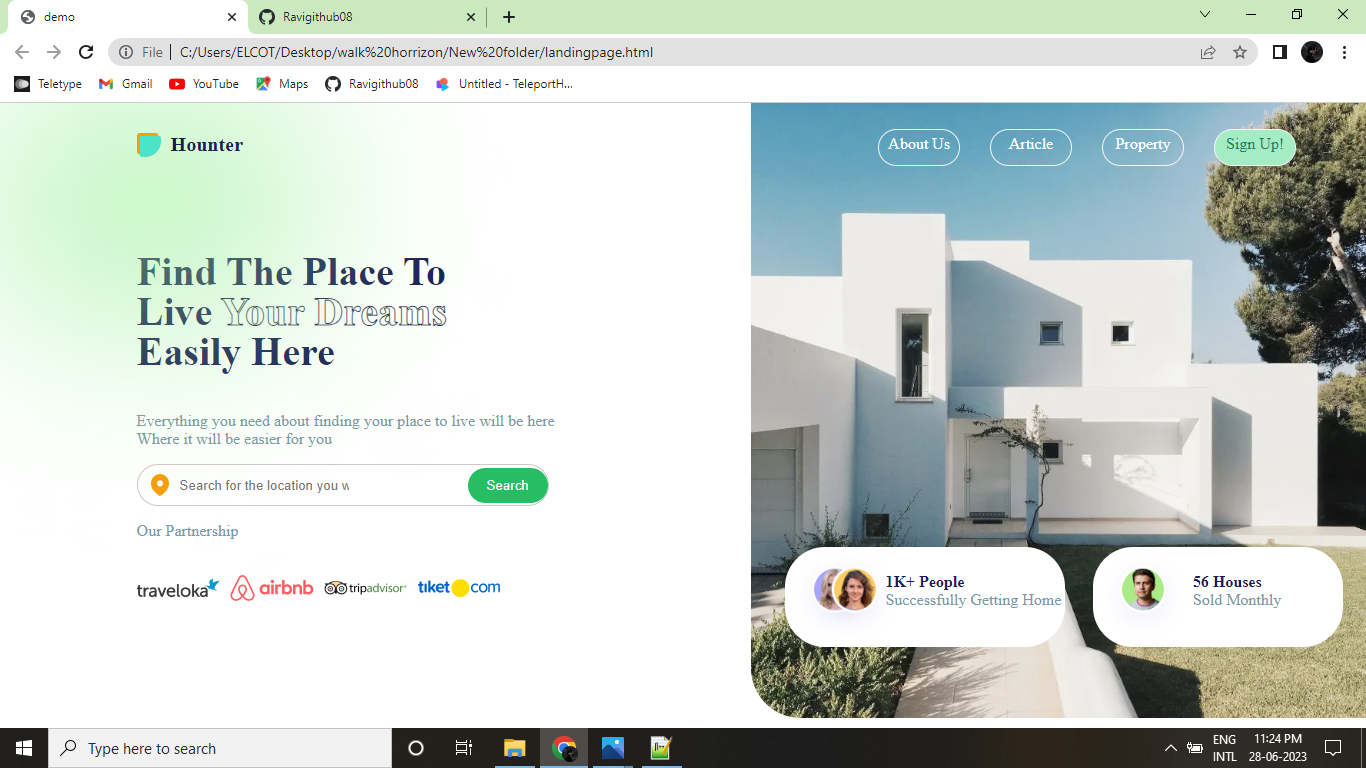 demo
Ravigithub08
File
C:/Users/ELCOT/Desktop/walk%20horrizon/New%20folder/landingpage.html
Teletype
Gmail
YouTube
Maps
Ravigithub08
Untitled - TeleportH...
Hounter
About Us
Article
Property
Sign Up!
Find The Place To
Live Your Dreams
Easily Here
Everything you need about finding your place to live will be here
Where it will be easier for you
Search for the location you w
Search
Our Partnership
traveloka
airbnb
tripadvisor
tiket com
1K+ People
Successfully Getting Home
56 Houses
Sold Monthly
Type here to search
ENG
INTL
11:24 PM
28-06-2023